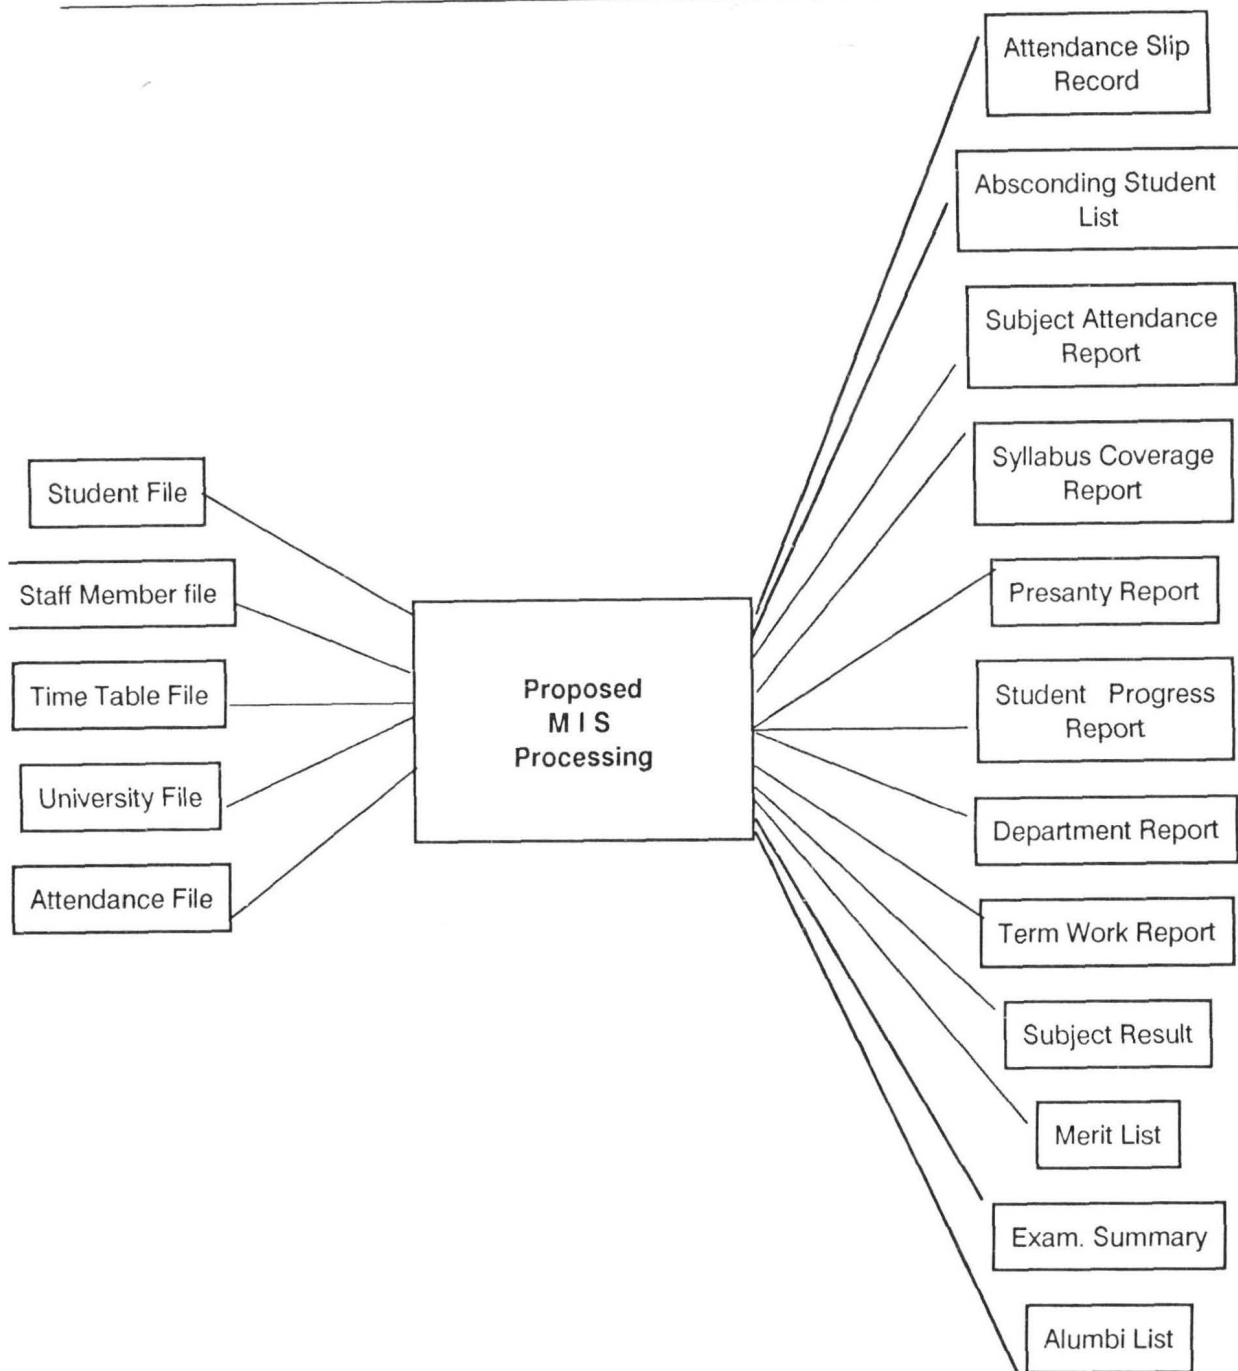 Attendance Slip
Record
Absconding Student
List
Subject Attendance
Report
Syllabus Coverage
Report
Student File
Staff Member file
Time Table File
University File
Attendance File
Proposed
M I S
Processing
Presanty Report
Student Progress
Report
Department Report
Term Work Report
Subject Result
Merit List
Exam. Summary
Alumbi List